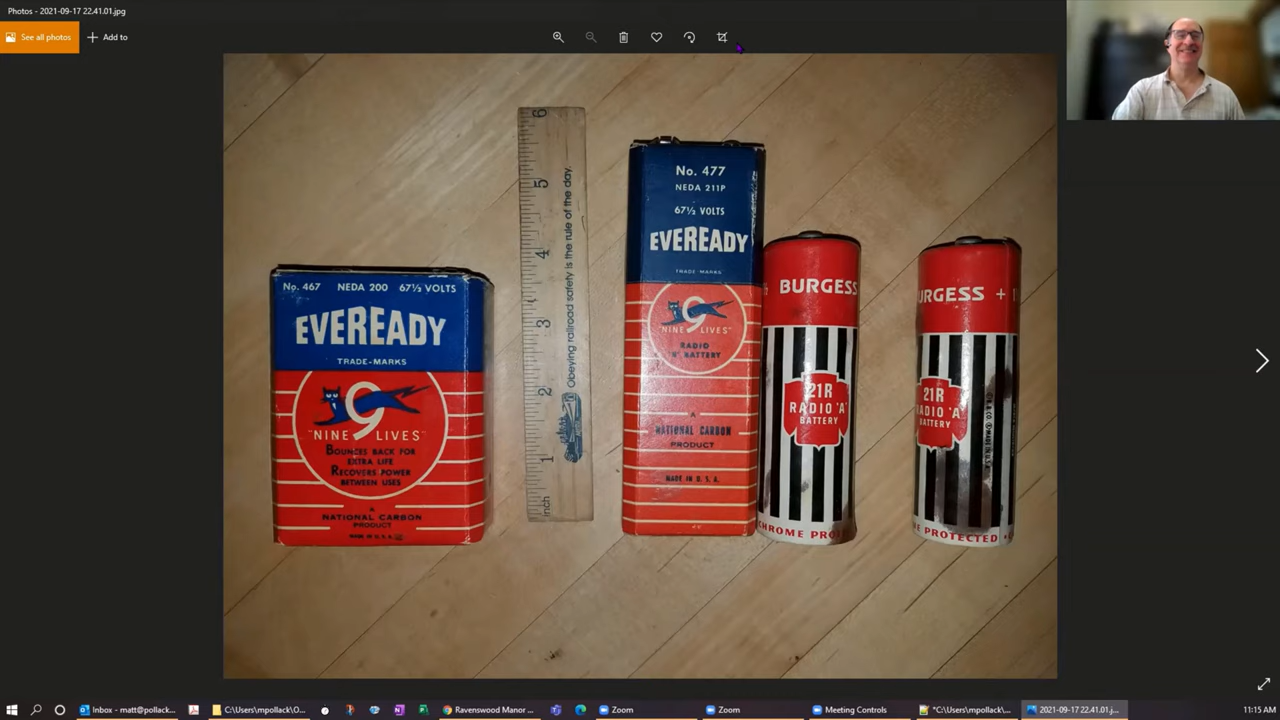 Photos - 2021-09-17 22.41.01.jpg
See all photos
Add to
No. 467 NEDA 200 67½ VOLTS
EVEREADY
TRADE-MARKS
9
"NINE LIVES"
BOUNCES BACK FOR
EXTRA LIFE
RECOVERS POWER
BETWEEN USES
A
NATIONAL CARBON
PRODUCT
MADE IN U.S.A.
6
5
4
3
2
1
inch
Obeying railroad safety is the rule of the day.
No. 477
NEDA 211P
67½ VOLTS
EVEREADY
TRADE-MARKS
9
"NINE LIVES"
RADIO
"B" BATTERY
A
NATIONAL CARBON
PRODUCT
MADE IN U.S.A.
BURGESS
21R
RADIO 'A'
BATTERY
CHROME PRO
URGESS +
21R
RADIO 'A'
BATTERY
PROTECTED
Inbox - matt@pollack...
C:\Users\mpollack\O...
Ravenswood Manor ...
Zoom
Zoom
Meeting Controls
*C:\Users\mpollack\...
2021-09-17 22.41.01.j...
11:15 AM